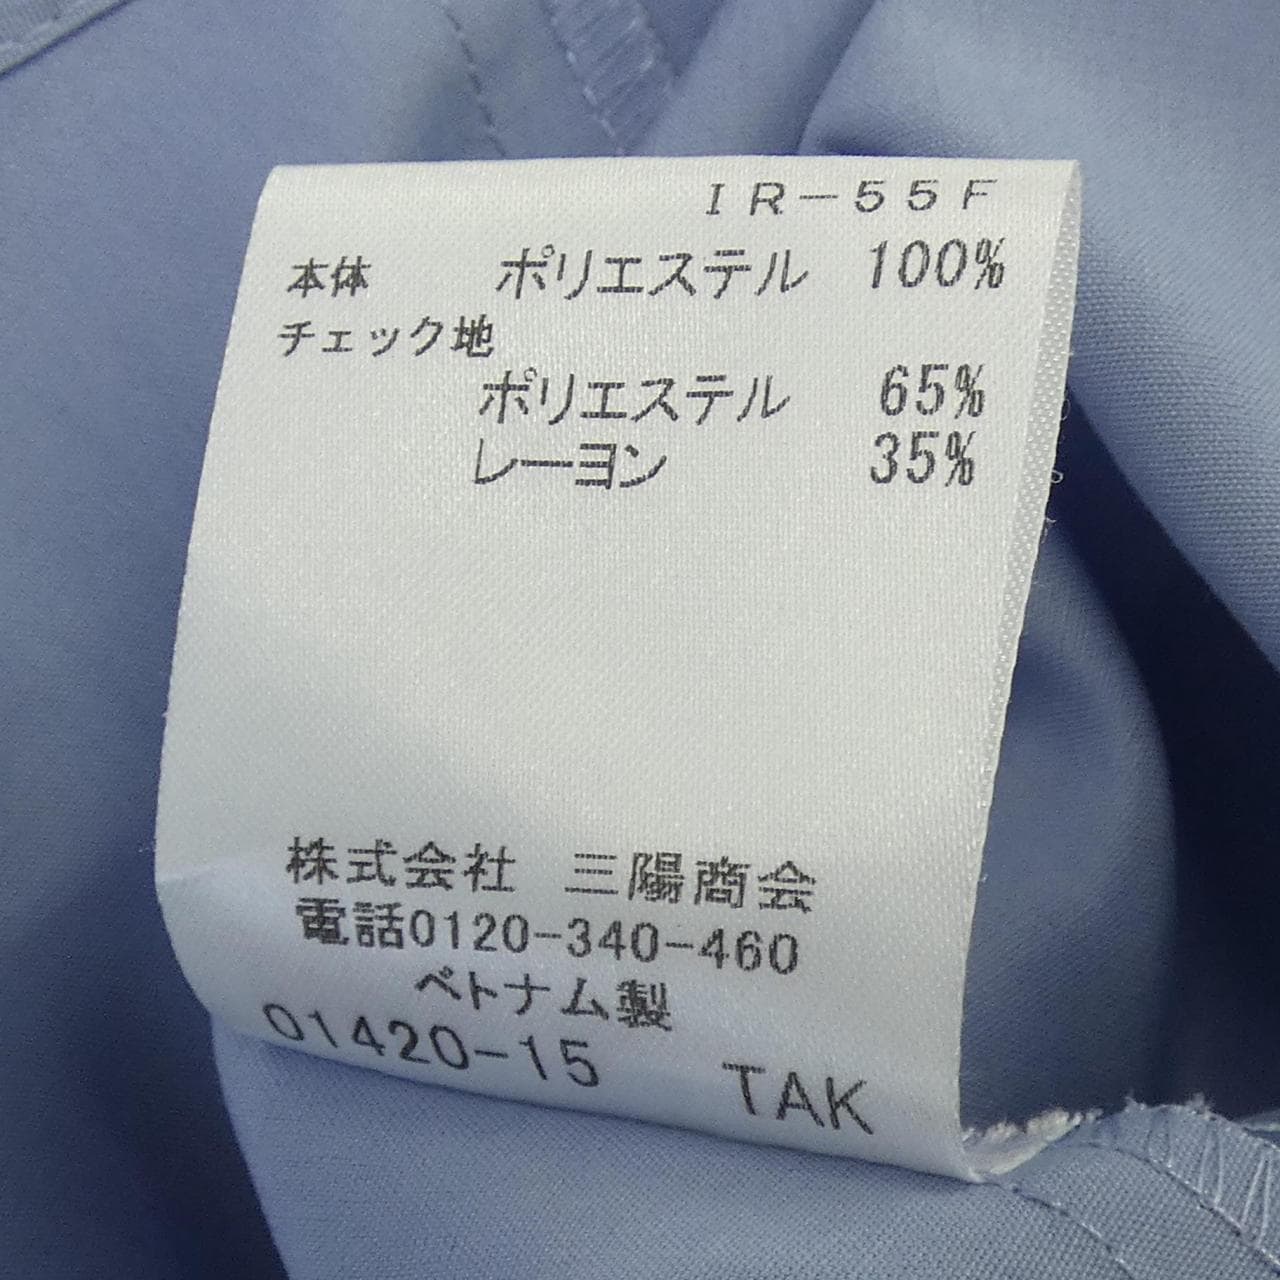 IR-55F
本体 ポリエステル 100%
チェック地
ポリエステル 65%
レーヨン 35%
株式会社 三陽商会
電話0120-340-460
ベトナム製
01420-15 TAK